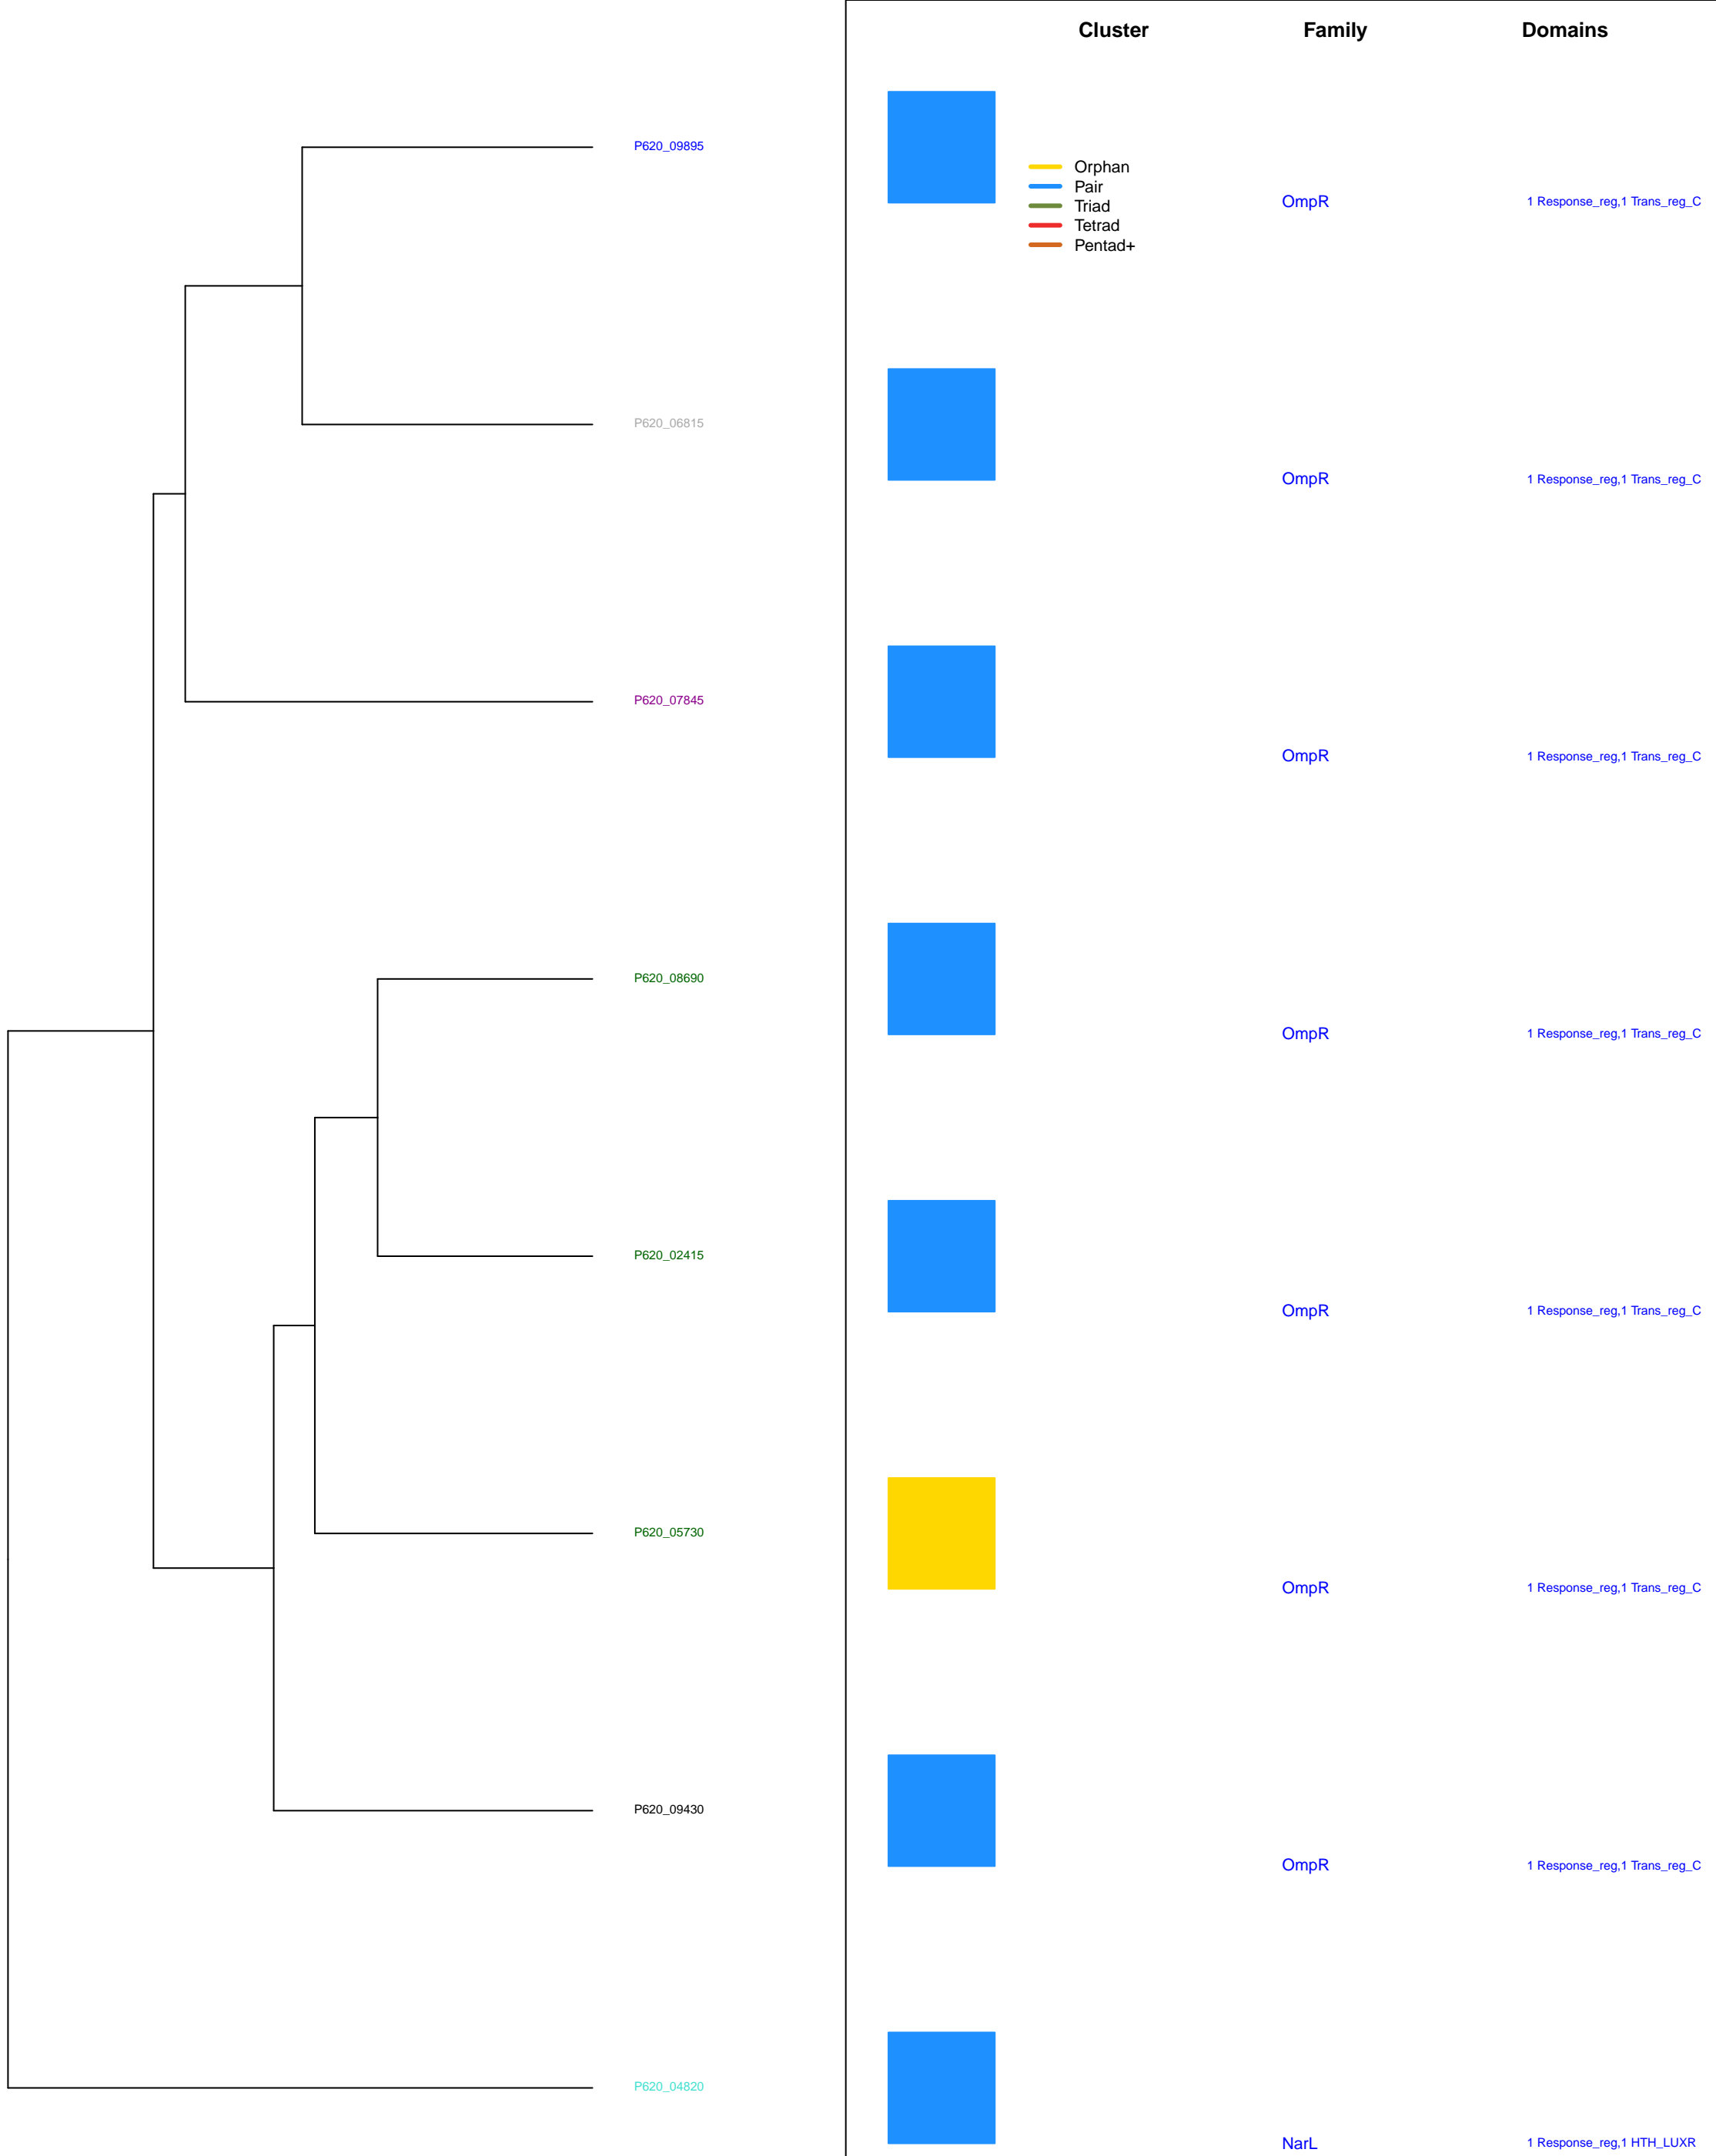 Cluster Family Domains
P620_09895
Orphan
Pair
Triad
Tetrad
Pentad+
OmpR 1 Response_reg,1 Trans_reg_C
P620_06815
OmpR 1 Response_reg,1 Trans_reg_C
P620_07845
OmpR 1 Response_reg,1 Trans_reg_C
P620_08690
OmpR 1 Response_reg,1 Trans_reg_C
P620_02415
OmpR 1 Response_reg,1 Trans_reg_C
P620_05730
OmpR 1 Response_reg,1 Trans_reg_C
P620_09430
OmpR 1 Response_reg,1 Trans_reg_C
P620_04820
NarL 1 Response_reg,1 HTH_LUXR